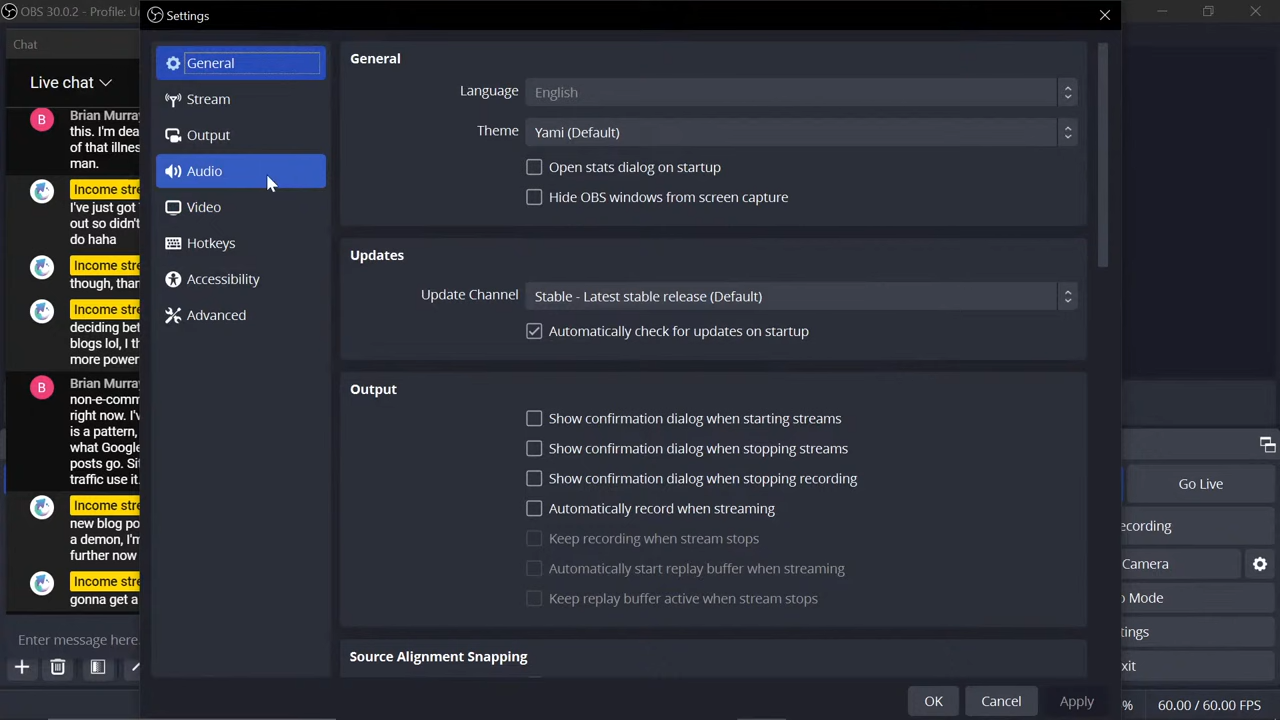 OBS 30.0.2 - Profile: Un
Settings
Chat
Live chat
Brian Murra
this. I'm dea
of that illnes
man.
Income stre
I've just got
out so didn't
do haha
Income stre
though, than
Income stre
deciding bet
blogs lol, I th
more power
Brian Murray
non-e-comm
right now. I'v
is a pattern,
what Google
posts go. Sit
traffic use it.
Income stre
new blog po
a demon, I'm
further now
Income stre
gonna get a
Enter message here
General
Stream
Output
Audio
Video
Hotkeys
Accessibility
Advanced
General
Language English
Theme Yami (Default)
Open stats dialog on startup
Hide OBS windows from screen capture
Updates
Update Channel Stable - Latest stable release (Default)
Automatically check for updates on startup
Output
Show confirmation dialog when starting streams
Show confirmation dialog when stopping streams
Show confirmation dialog when stopping recording
Automatically record when streaming
Keep recording when stream stops
Automatically start replay buffer when streaming
Keep replay buffer active when stream stops
Source Alignment Snapping
OK Cancel Apply
Go Live
ecording
Camera
o Mode
tings
xit
% 60.00 / 60.00 FPS